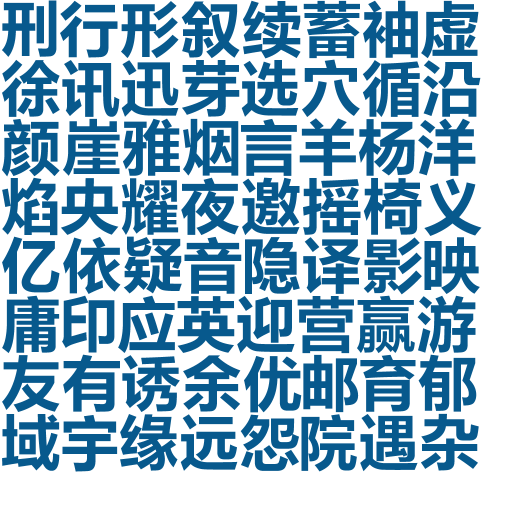 刑行形叙续蓄袖虚
徐讯迅芽选穴循沿
颜崖雅烟言羊杨洋
焰央耀夜邀摇椅义
亿依疑音隐译影映
庸印应英迎营赢游
友有诱余优邮育郁
域宇缘远怨院遇杂